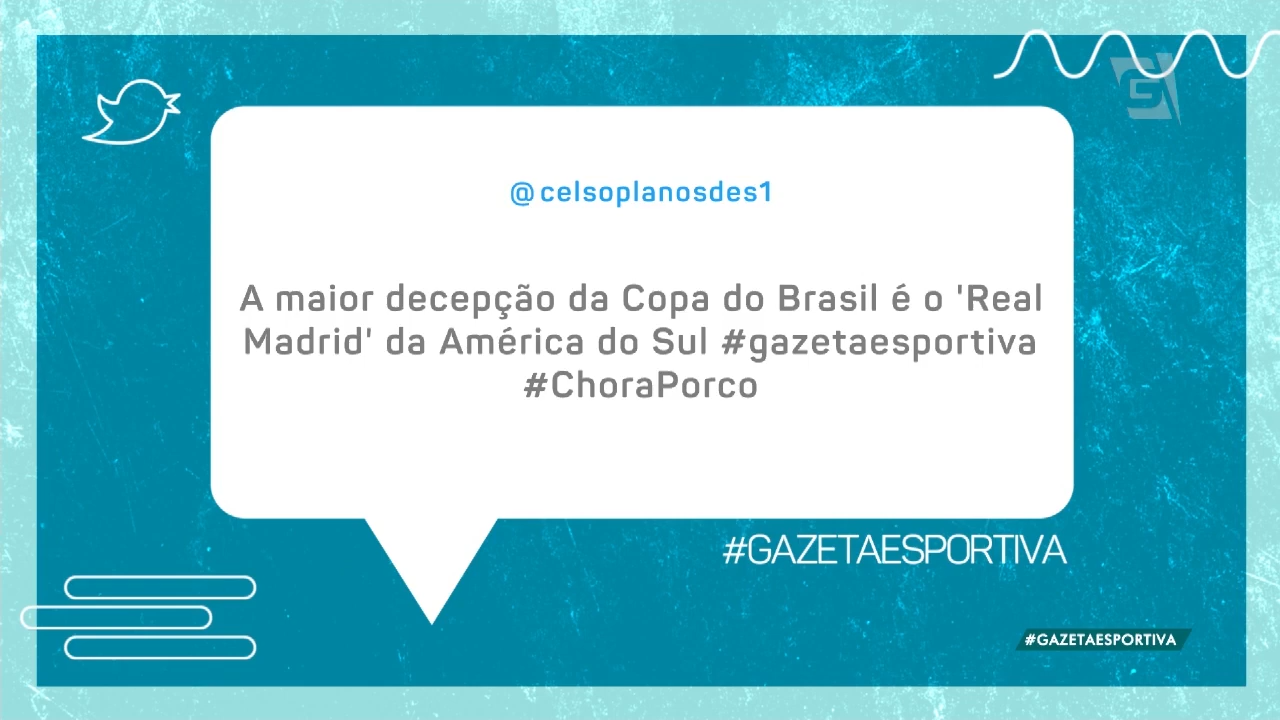 @celsoplanosdes1
A maior decepção da Copa do Brasil é o 'Real
Madrid' da América do Sul #gazetaesportiva
#ChoraPorco
#GAZETAESPORTIVA
#GAZETAESPORTIVA